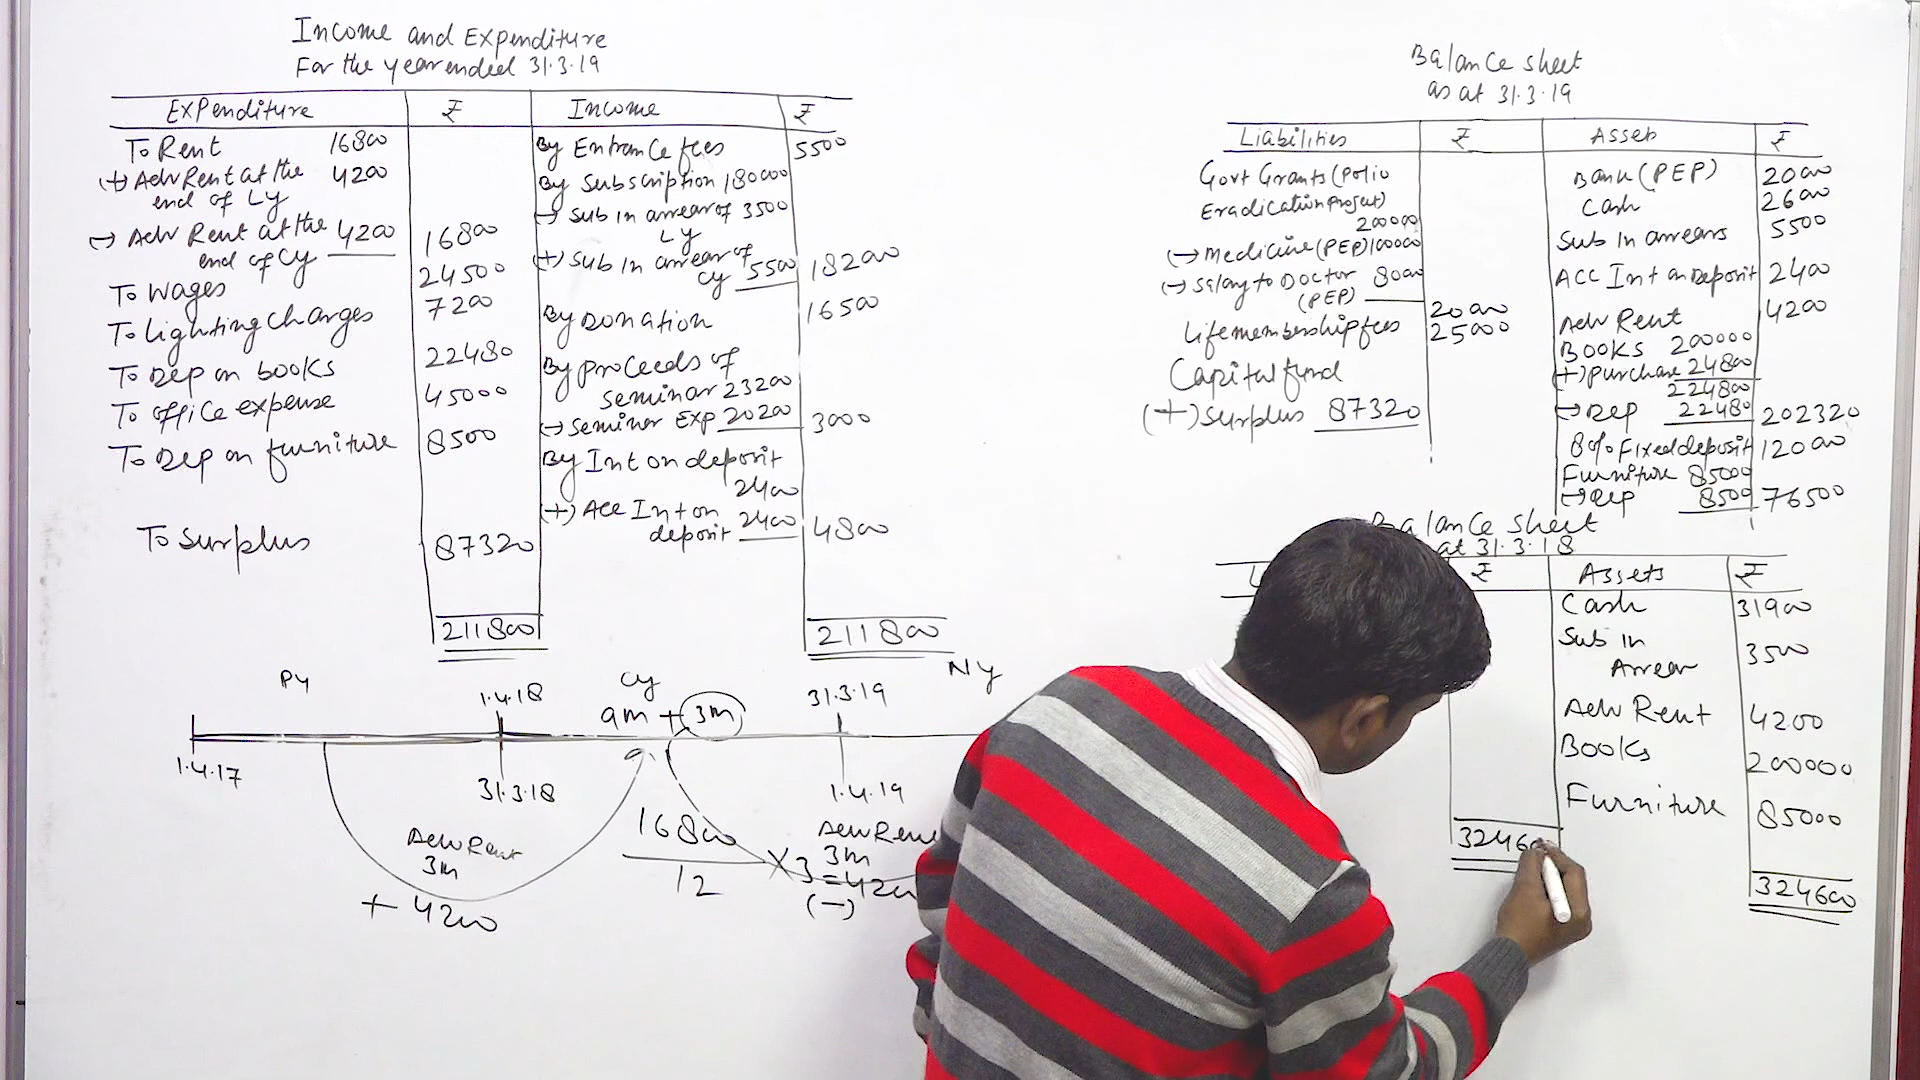 Income and Expenditure
For the year ended 31.3.19
Expenditure ₹ Income ₹
To Rent 16800
(+) Adv Rent at the 4200
end of LY
(-) Adv Rent at the 4200 16800
end of CY
To wages 24500
To lighting charges 7200
To Dep on books 22480
To office expense 45000
To Dep on furniture 8500
To Surplus 87320
211800
By Entrance fees 5500
By Subscription 180000
(-) Sub in arrear of 3500
LY
(+) Sub in arrear of
CY 5500 182000
By Donation 16500
By proceeds of
seminar 23200
(-) Seminar Exp 20200 3000
By Int on deposit
2400
(+) Acc Int on
deposit 2400 4800
211800
PY 1.4.18 CY 31.3.19 NY
9m + 3m
1.4.17 31.3.18 1.4.19
Adv Rent
3m
+ 4200
16800
12
X 3 = 4200
(-)
Adv Rent
3m
Balance sheet
as at 31.3.19
Liabilities ₹ Assets ₹
Govt Grants (Polio
Eradication Project)
200000
(-) Medicine (PEP) 100000
(-) Salary to Doctor 8000
(PEP)
20000
Life membership fees 25000
Capital fund
(+) Surplus 87320
Bank (PEP) 20000
Cash 2600
Sub in arrears 5500
ACC Int on Deposit 2400
Adv Rent 4200
Books 200000
(+) purchase 24800
224800
(-) Dep 22480 202320
8% Fixed deposit 12000
Furniture 85000
(-) Dep 8500 76500
Balance sheet
at 31.3.18
L ₹ Assets ₹
Cash 31900
Sub in
Arrear 3500
Adv Rent 4200
Books 200000
Furniture 85000
32460
324600